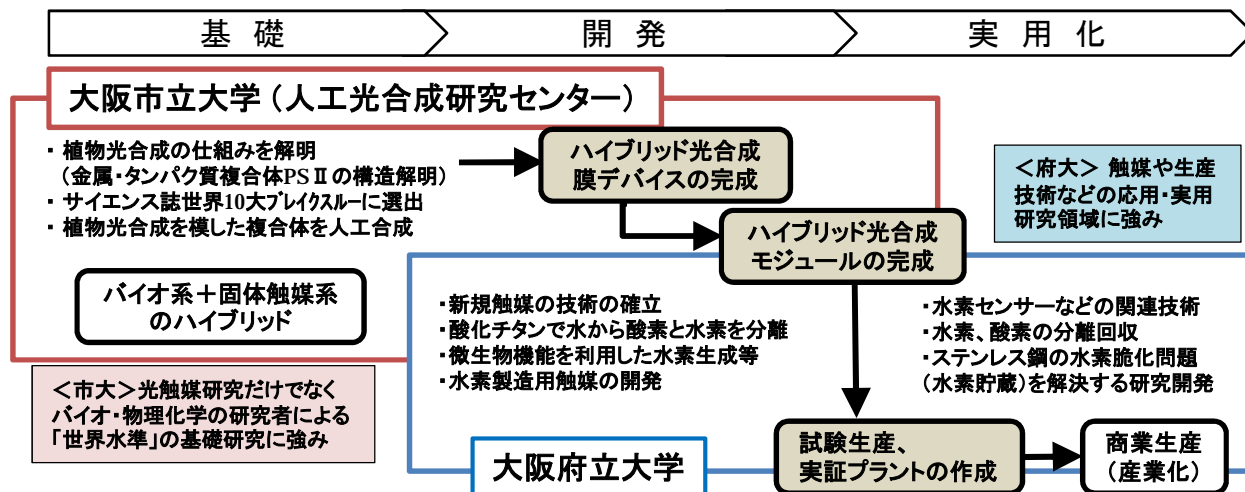 基 礎
開 発
実 用 化
大阪市立大学（人工光合成研究センター）
・ 植物光合成の仕組みを解明
（金属・タンパク質複合体PSⅡの構造解明）
・ サイエンス誌世界10大ブレイクスルーに選出
・ 植物光合成を模した複合体を人工合成
ハイブリッド光合成
膜デバイスの完成
＜府大＞ 触媒や生産
技術などの応用・実用
研究領域に強み
ハイブリッド光合成
モジュールの完成
バイオ系＋固体触媒系
のハイブリッド
・新規触媒の技術の確立
・酸化チタンで水から酸素と水素を分離
・微生物機能を利用した水素生成等
・水素製造用触媒の開発
・水素センサーなどの関連技術
・水素、酸素の分離回収
・ステンレス鋼の水素脆化問題
（水素貯蔵）を解決する研究開発
＜市大＞光触媒研究だけでなく
バイオ・物理化学の研究者による
「世界水準」の基礎研究に強み
大阪府立大学
試験生産、
実証プラントの作成
商業生産
（産業化）